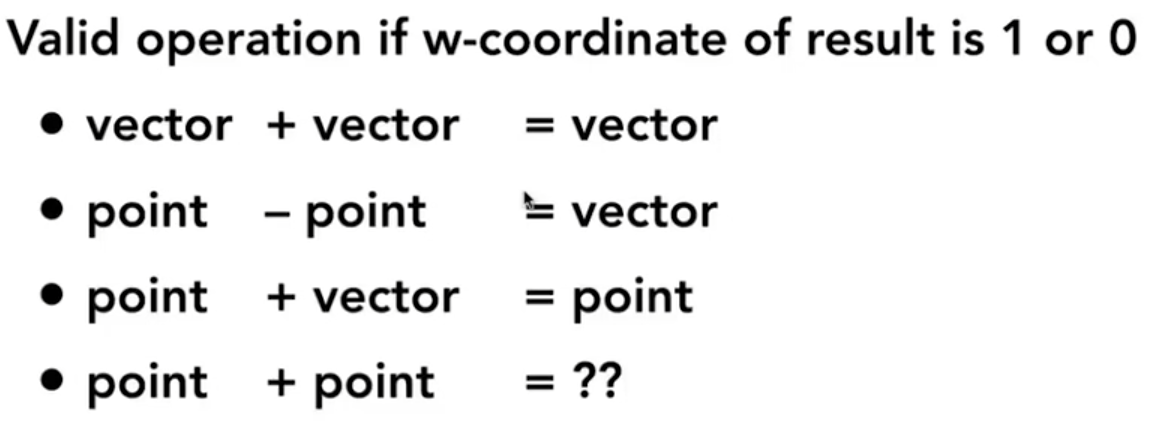 Valid operation if w-coordinate of result is 1 or 0
• vector + vector = vector
• point – point = vector
• point + vector = point
• point + point = ??